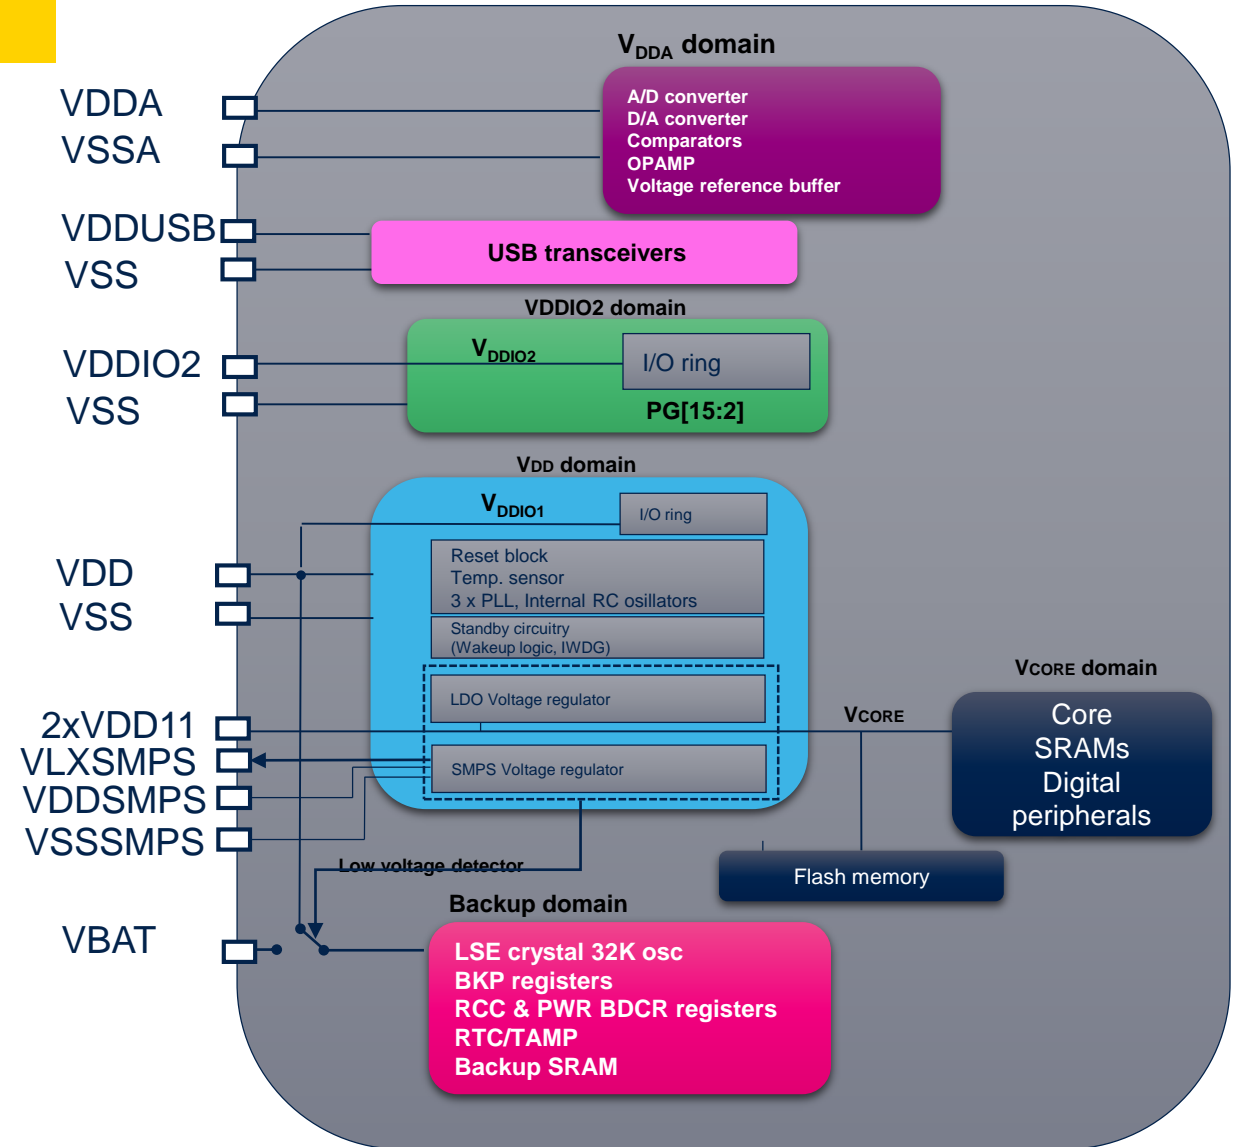 VDDA domain
VDDA
VSSA
A/D converter
D/A converter
Comparators
OPAMP
Voltage reference buffer
VDDUSB
VSS
USB transceivers
VDDIO2 domain
VDDIO2
VSS
VDDIO2
I/O ring
PG[15:2]
VDD domain
VDDIO1
I/O ring
VDD
VSS
Reset block
Temp. sensor
3 x PLL, Internal RC osillators
Standby circuitry
(Wakeup logic, IWDG)
LDO Voltage regulator
SMPS Voltage regulator
2xVDD11
VLXSMPS
VDDSMPS
VSSSMPS
VCORE
VCORE domain
Core
SRAMs
Digital
peripherals
Flash memory
Low voltage detector
VBAT
Backup domain
LSE crystal 32K osc
BKP registers
RCC & PWR BDCR registers
RTC/TAMP
Backup SRAM